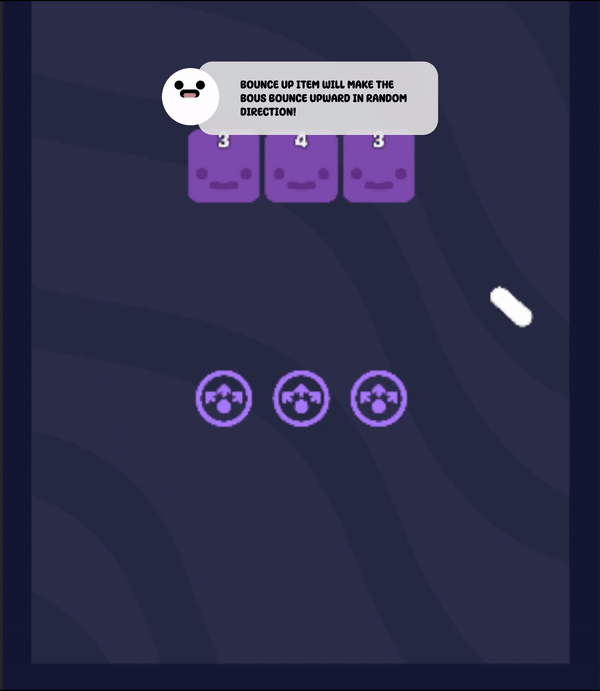 BOUNCE UP ITEM WILL MAKE THE
BOUS BOUNCE UPWARD IN RANDOM
DIRECTION!
3 4 3